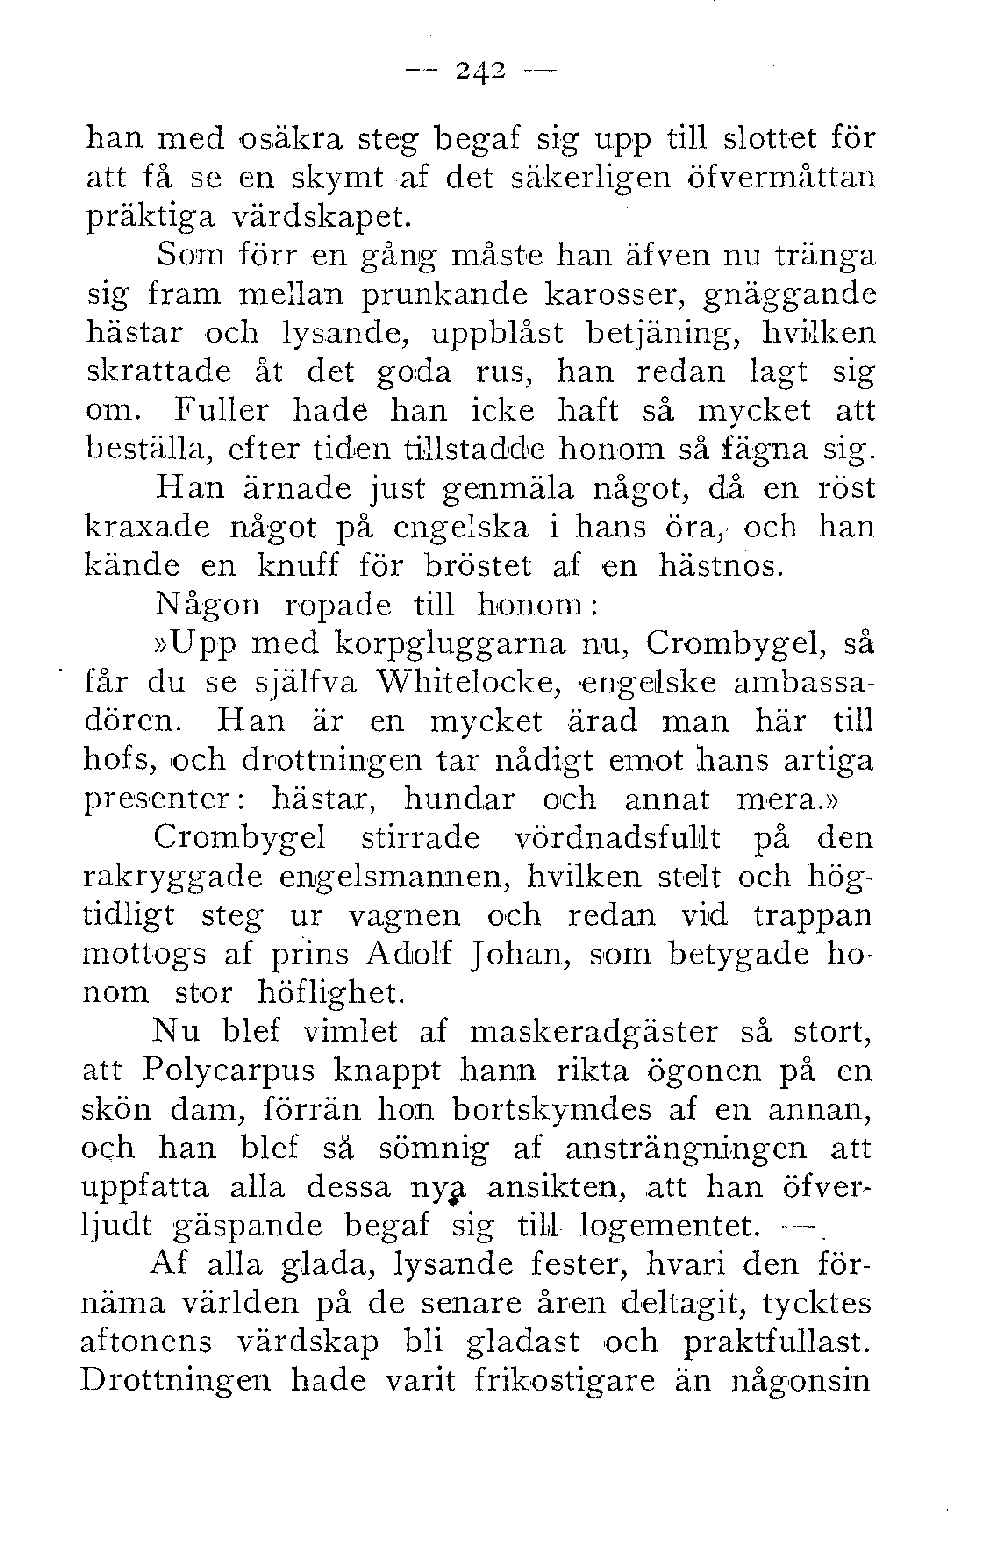 — 242 —
han med osäkra steg begaf sig upp till slottet för
att få se en skymt af det säkerligen öfvermåttan
präktiga värdskapet.
Som förr en gång måste han äfven nu tränga
sig fram mellan prunkande karosser, gnäggande
hästar och lysande, uppblåst betjäning, hvilken
skrattade åt det goda rus, han redan lagt sig
om. Fuller hade han icke haft så mycket att
beställa, efter tiden tillstadde honom så fägna sig.
Han ärnade just genmäla något, då en röst
kraxade något på engelska i hans öra, och han
kände en knuff för bröstet af en hästnos.
Någon ropade till honom:
»Upp med korpgluggarna nu, Crombygel, så
får du se själfva Whitelocke, engelske ambassa-
dören. Han är en mycket ärad man här till
hofs, och drottningen tar nådigt emot hans artiga
presenter: hästar, hundar och annat mera.»
Crombygel stirrade vördnadsfullt på den
rakryggade engelsmannen, hvilken stelt och hög-
tidligt steg ur vagnen och redan vid trappan
mottogs af prins Adolf Johan, som betygade ho-
nom stor höflighet.
Nu blef vimlet af maskeradgäster så stort,
att Polycarpus knappt hann rikta ögonen på en
skön dam, förrän hon bortskymdes af en annan,
och han blef så sömnig af ansträngningen att
uppfatta alla dessa nya ansikten, att han öfver-
ljudt gäspande begaf sig till logementet. —
Af alla glada, lysande fester, hvari den för-
näma världen på de senare åren deltagit, tycktes
aftonens värdskap bli gladast och praktfullast.
Drottningen hade varit frikostigare än någonsin